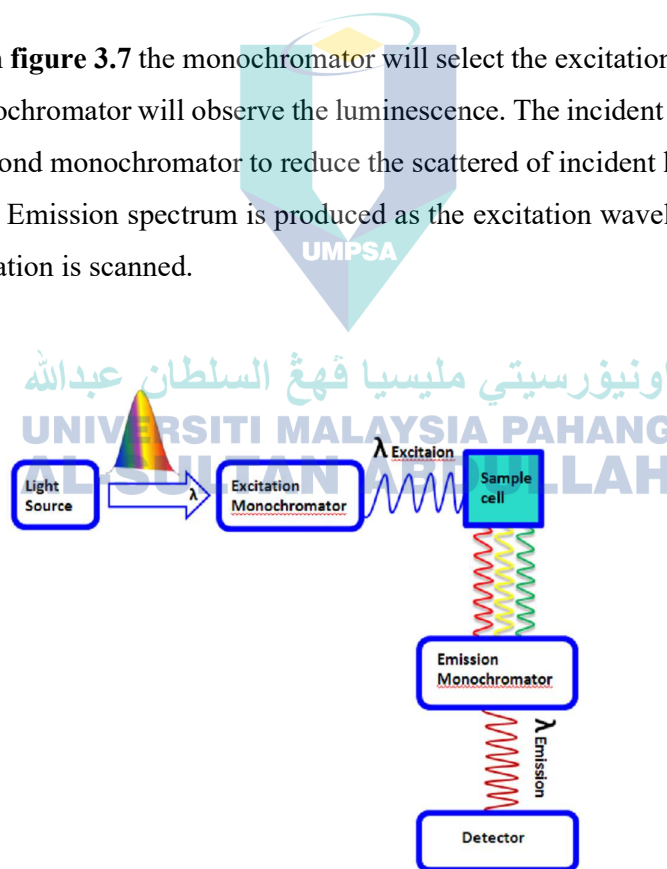 figure 3.7 the monochromator will select the excitation
ochromator will observe the luminescence. The incident
ond monochromator to reduce the scattered of incident
Emission spectrum is produced as the excitation
ation is scanned.
UMPSA
اونيۏرسيتي مليسيا ڤهڠ السلطان عبدالله
UNIVERSITI MALAYSIA PAHANG
AL-SULTAN ABDULLAH
Light
Source
λ
Excitation
Monochromator
λ Excitaion
Sample
cell
Emission
Monochromator
λ Emission
Detector